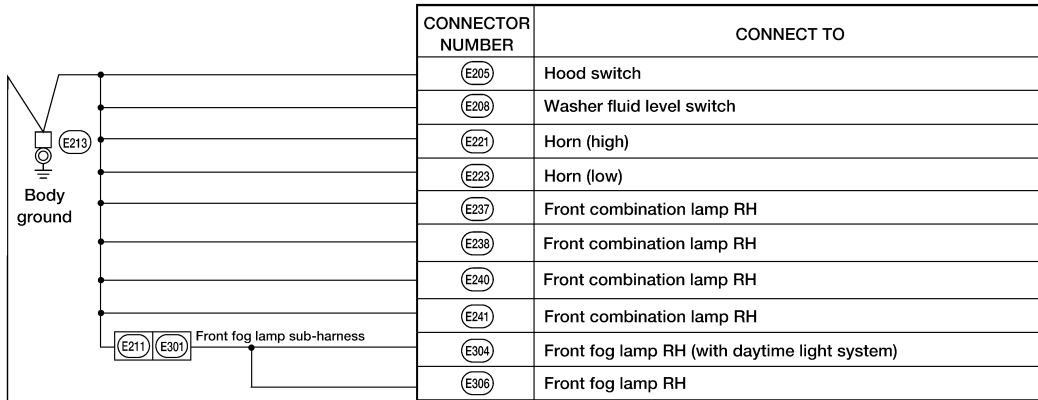 CONNECTOR NUMBER CONNECT TO
E205 Hood switch
E208 Washer fluid level switch
E213
E221 Horn (high)
E223 Horn (low)
Body
ground
E237 Front combination lamp RH
E238 Front combination lamp RH
E240 Front combination lamp RH
E241 Front combination lamp RH
E211 E301 Front fog lamp sub-harness
E304 Front fog lamp RH (with daytime light system)
E306 Front fog lamp RH